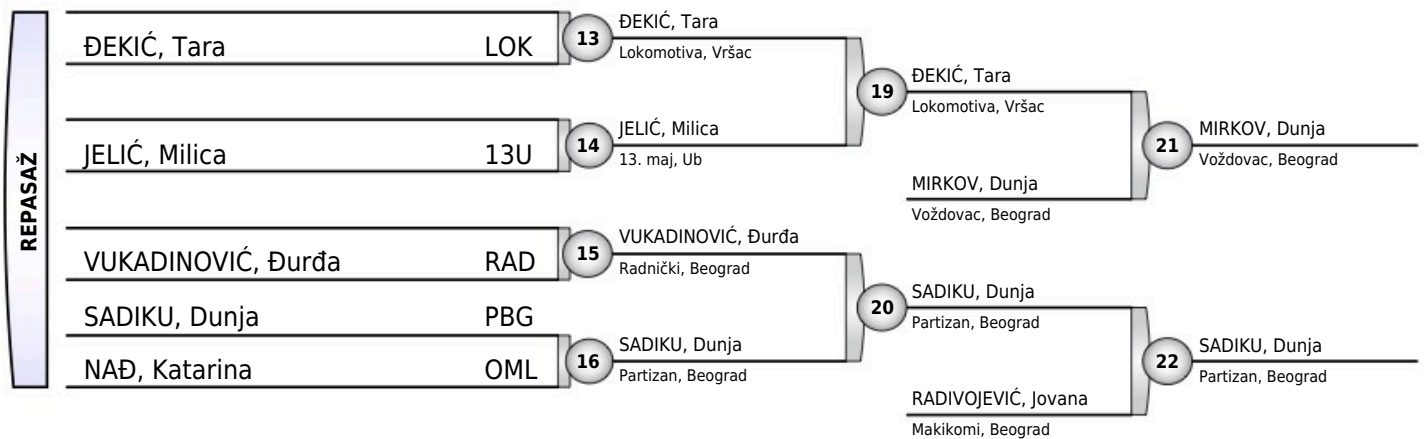 REPASAŽ
ĐEKIĆ, Tara LOK
JELIĆ, Milica 13U
VUKADINOVIĆ, Đurđa RAD
SADIKU, Dunja PBG
NAĐ, Katarina OML
13
ĐEKIĆ, Tara
Lokomotiva, Vršac
14
JELIĆ, Milica
13. maj, Ub
15
VUKADINOVIĆ, Đurđa
Radnički, Beograd
16
SADIKU, Dunja
Partizan, Beograd
19
ĐEKIĆ, Tara
Lokomotiva, Vršac
MIRKOV, Dunja
Voždovac, Beograd
20
SADIKU, Dunja
Partizan, Beograd
RADIVOJEVIĆ, Jovana
Makikomi, Beograd
21
MIRKOV, Dunja
Voždovac, Beograd
22
SADIKU, Dunja
Partizan, Beograd